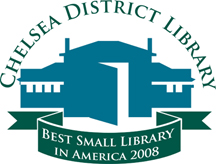 CHELSEA DISTRICT LIBRARY
BEST SMALL LIBRARY
IN AMERICA 2008